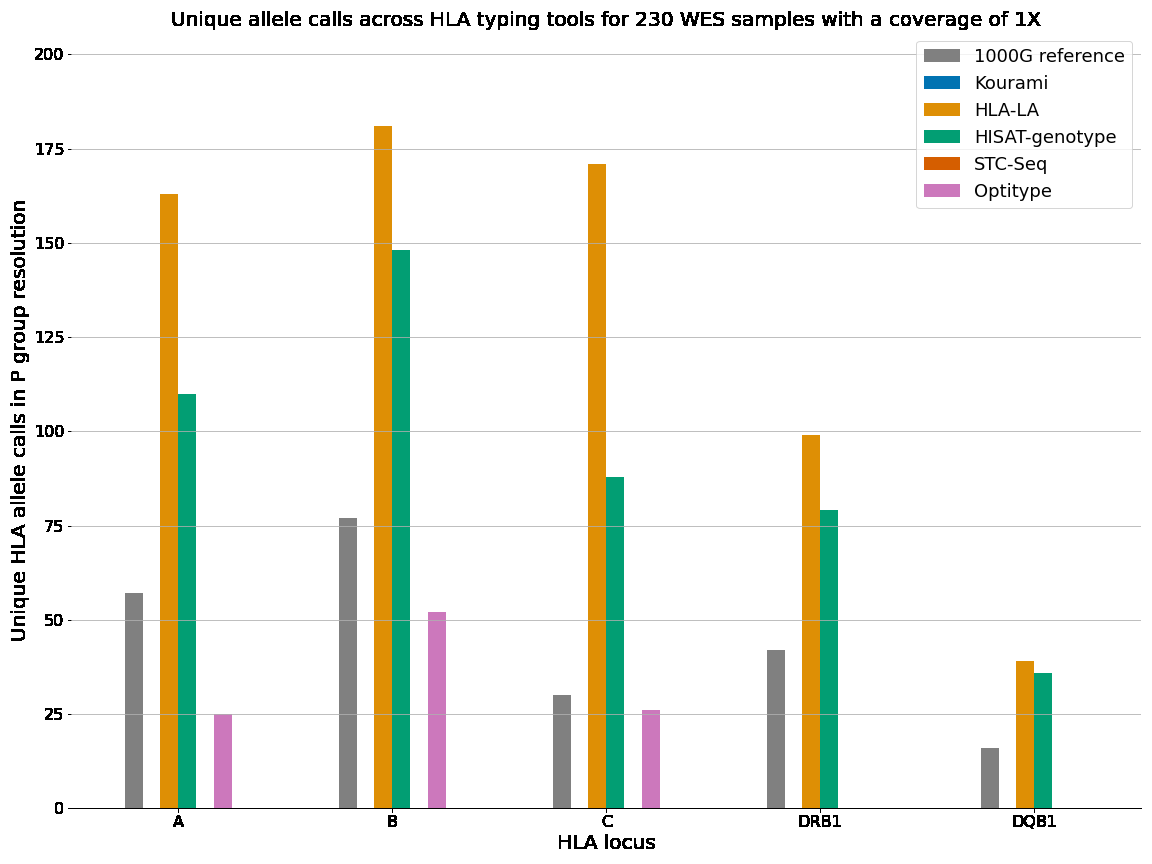 Unique allele calls across HLA typing tools for 230 WES samples with a coverage of 1X
200
175
150
125
100
75
50
25
0
Unique HLA allele calls in P group resolution
1000G reference
Kourami
HLA-LA
HISAT-genotype
STC-Seq
Optitype
A
B
C
DRB1
DQB1
HLA locus